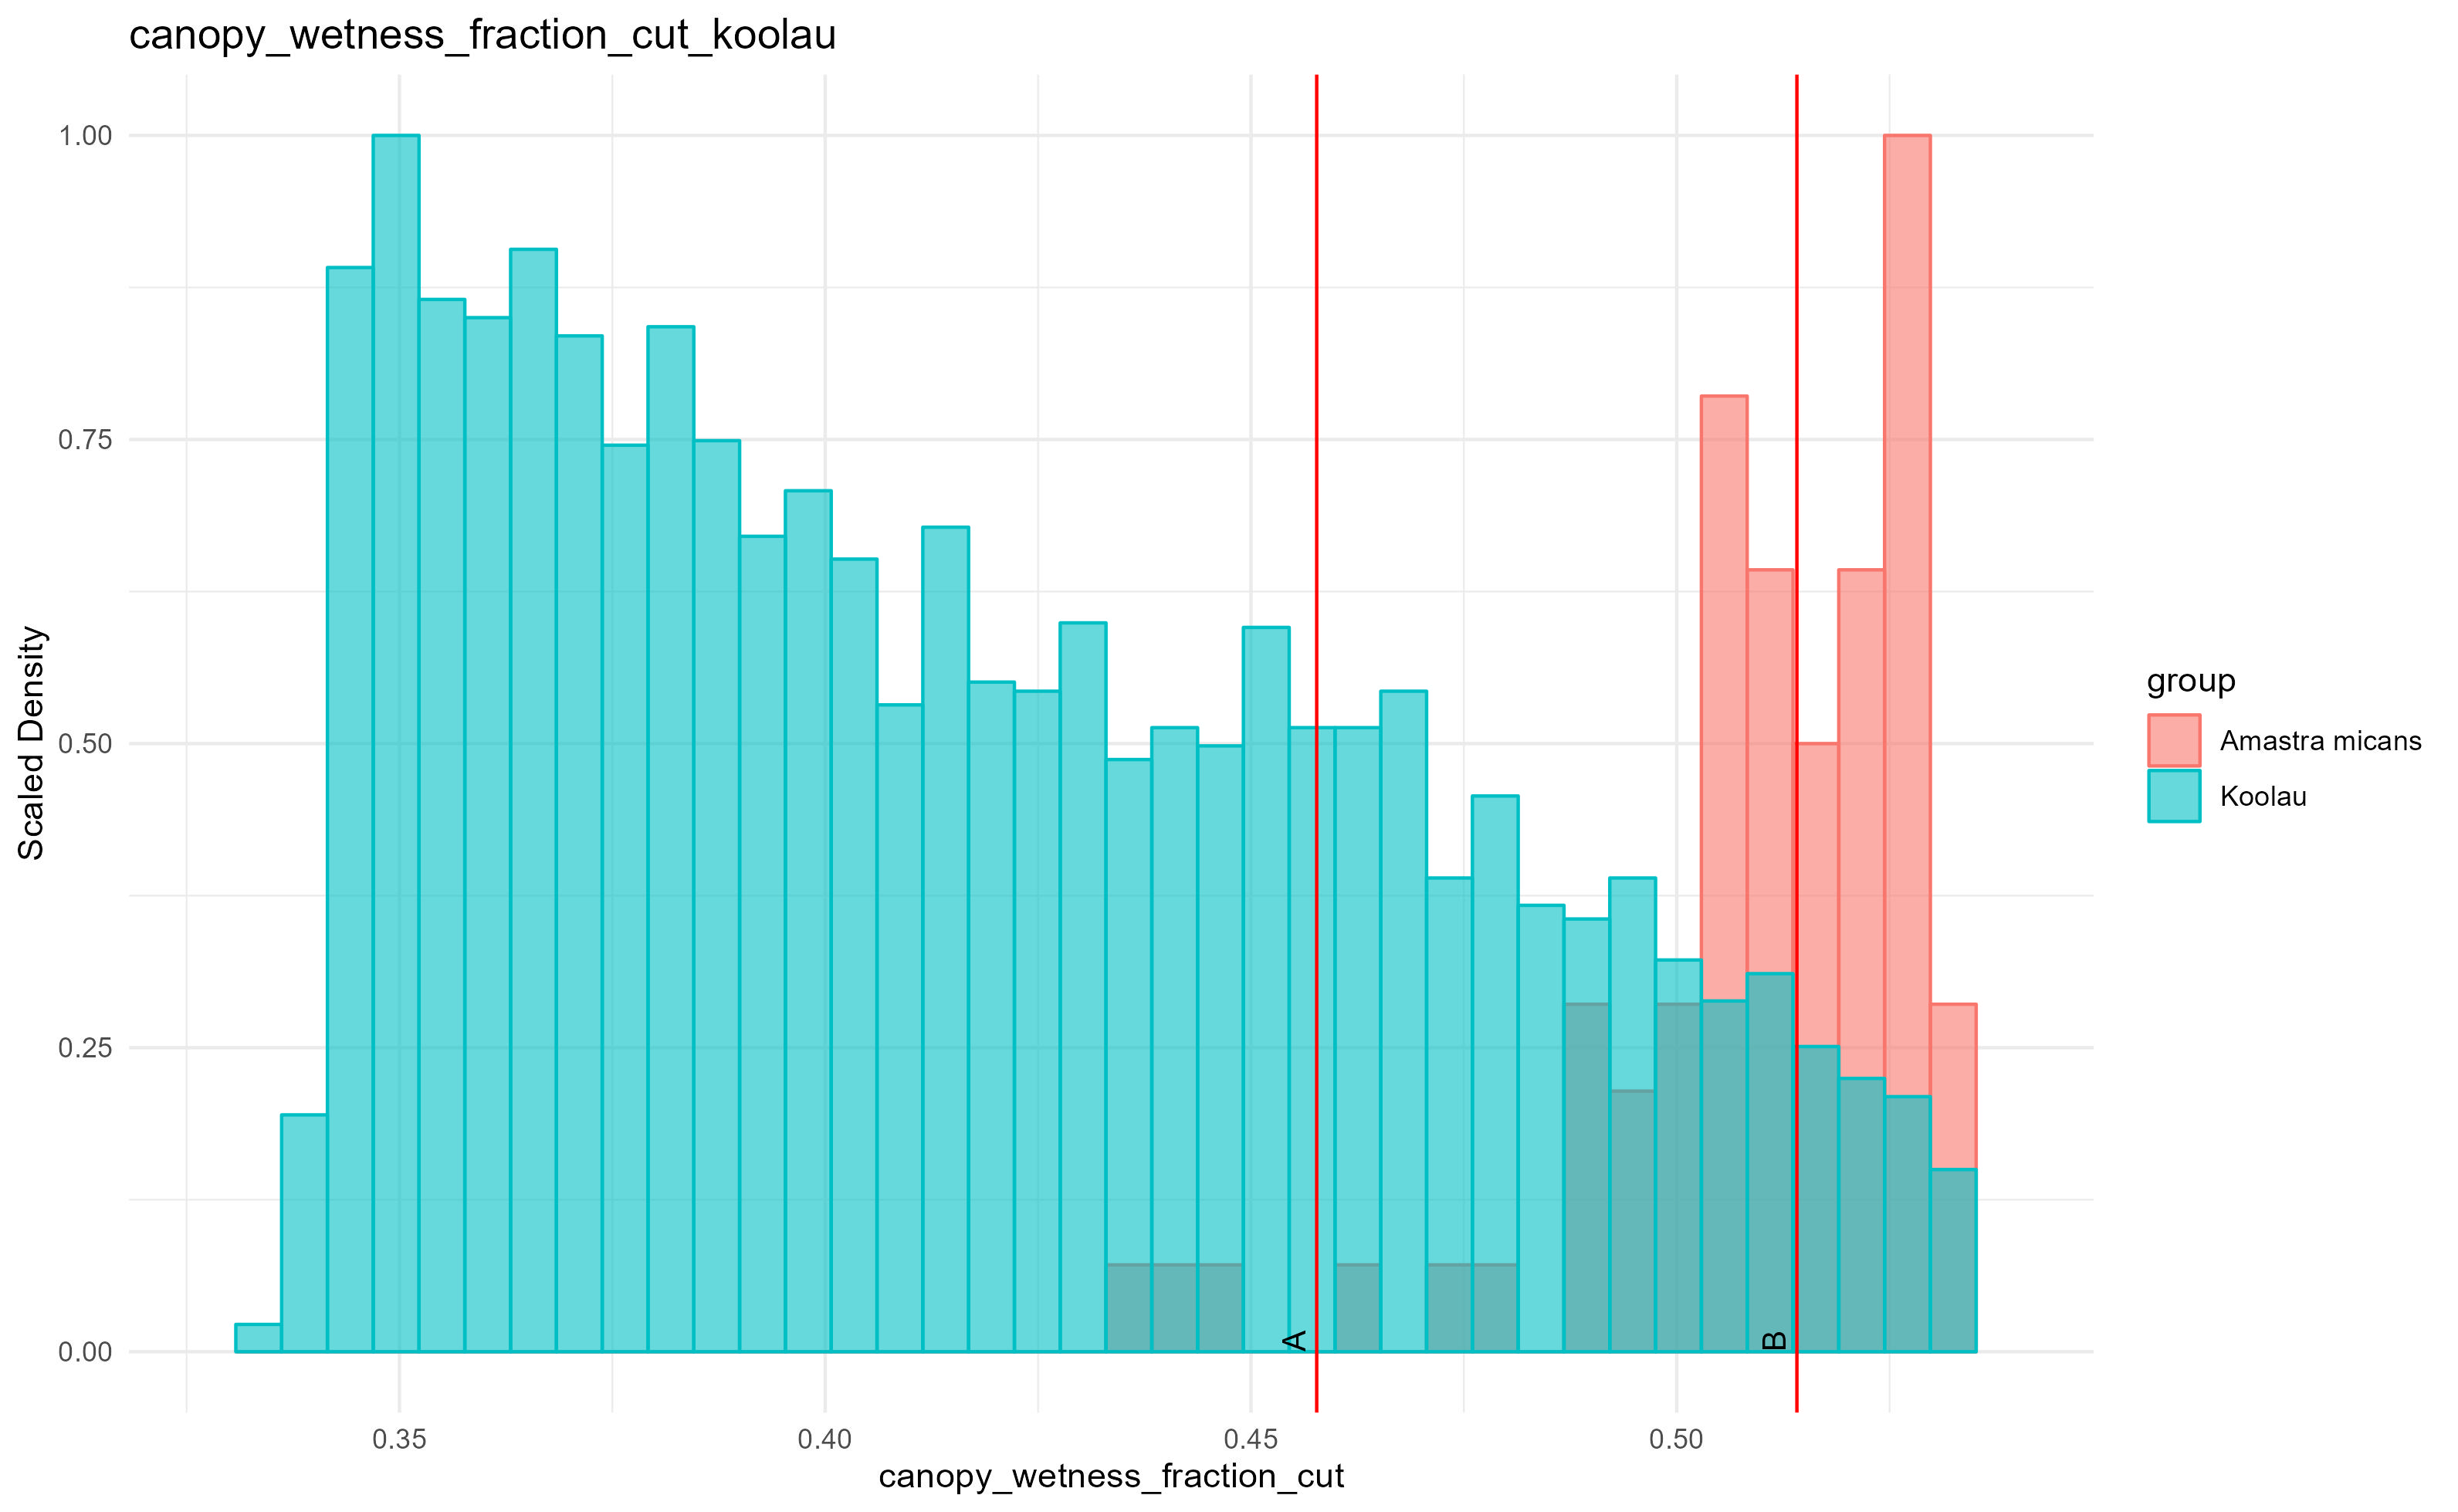 canopy_wetness_fraction_cut_koolau
1.00
0.75
0.50
0.25
0.00
Scaled Density
A
B
0.35
0.40
0.45
0.50
canopy_wetness_fraction_cut
group
Amastra micans
Koolau